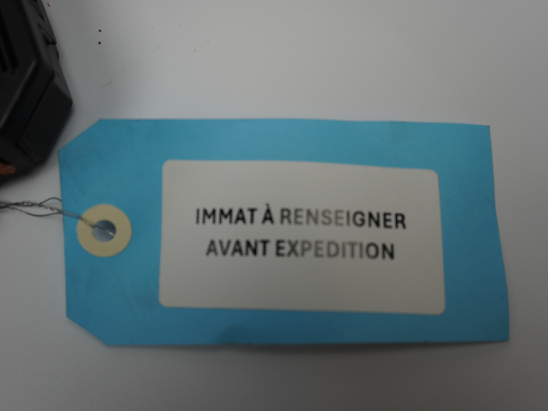 IMMAT À RENSEIGNER
AVANT EXPEDITION